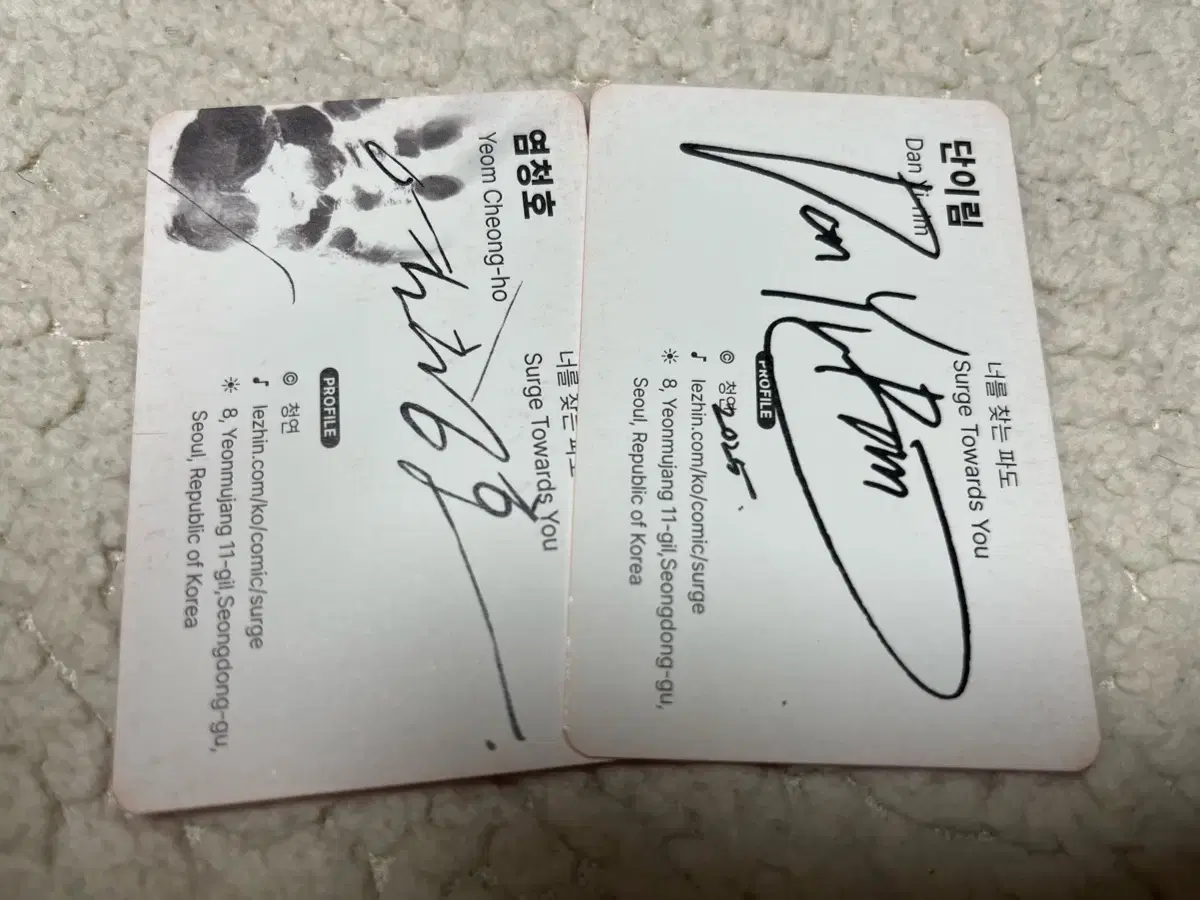 염청호
Yeom Cheong-ho
너를 찾는 파도
Surge Towards You
PROFILE
© 청연
lezhin.com/ko/comic/surge
8, Yeonmujang 11-gil,Seongdong-gu,
Seoul, Republic of Korea
단이림
Dan Yi-rim
너를 찾는 파도
Surge Towards You
PROFILE
© 청연
2025.
lezhin.com/ko/comic/surge
8, Yeonmujang 11-gil,Seongdong-gu,
Seoul, Republic of Korea